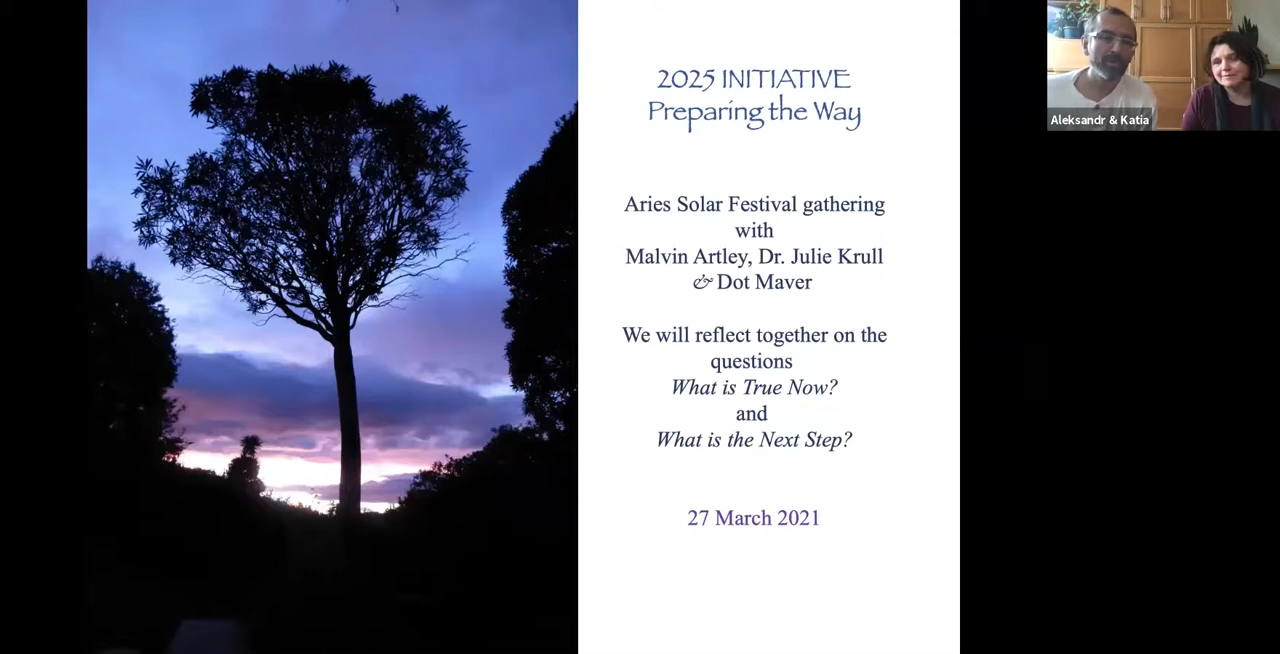 2025 INITIATIVE
Preparing the Way
Aries Solar Festival gathering
with
Malvin Artley, Dr. Julie Krull
& Dot Maver
We will reflect together on the
questions
What is True Now?
and
What is the Next Step?
27 March 2021
Aleksandr & Katia